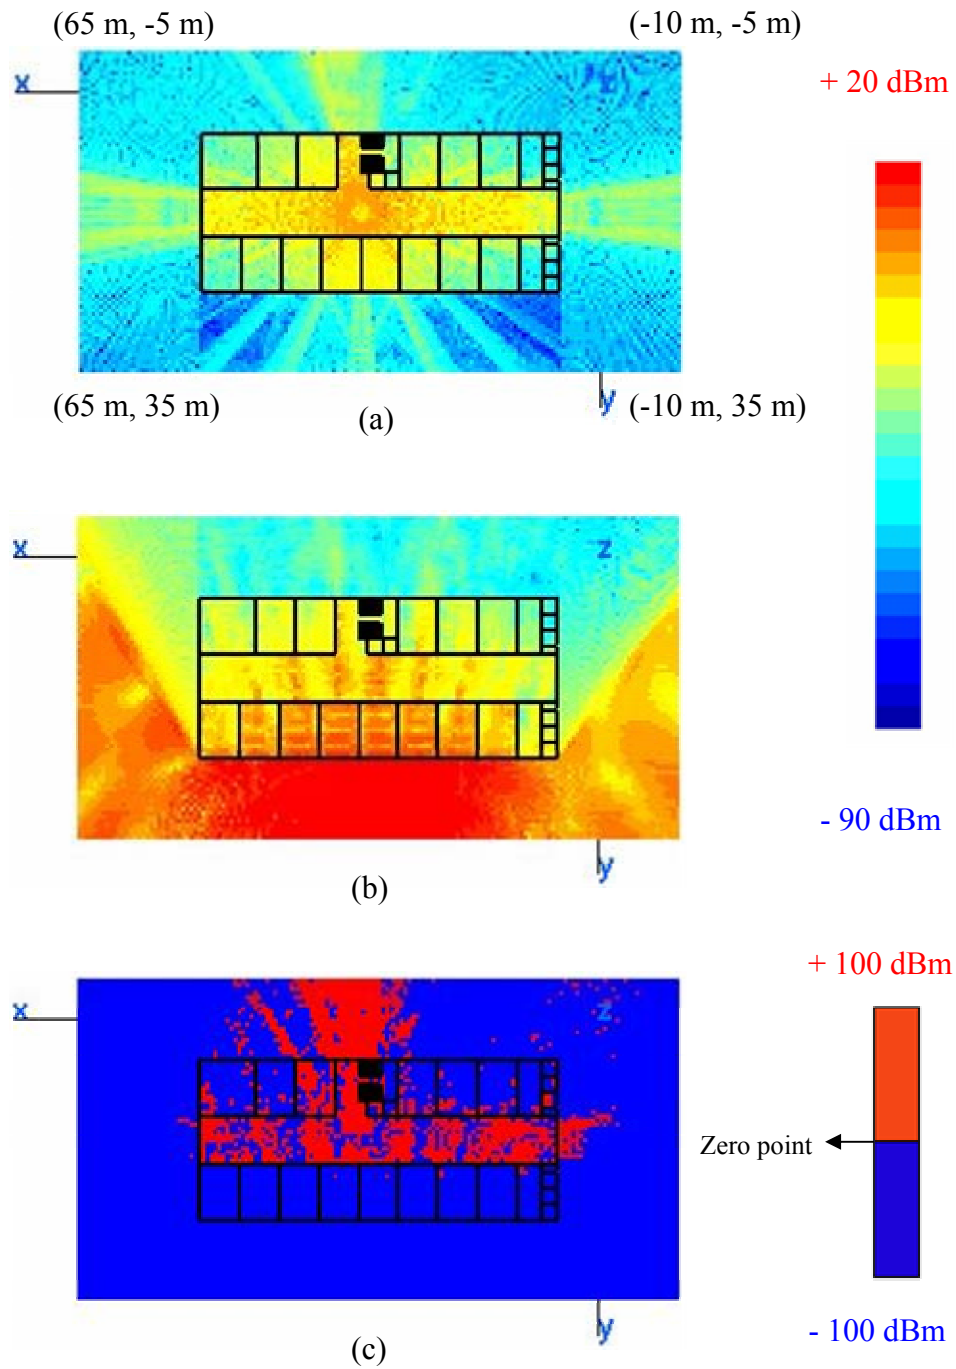 (65 m, -5 m) (-10 m, -5 m)
x z
+ 20 dBm
(65 m, 35 m) (-10 m, 35 m)
y
(a)
x z
- 90 dBm
y
(b)
+ 100 dBm
x z
Zero point
y
- 100 dBm
(c)